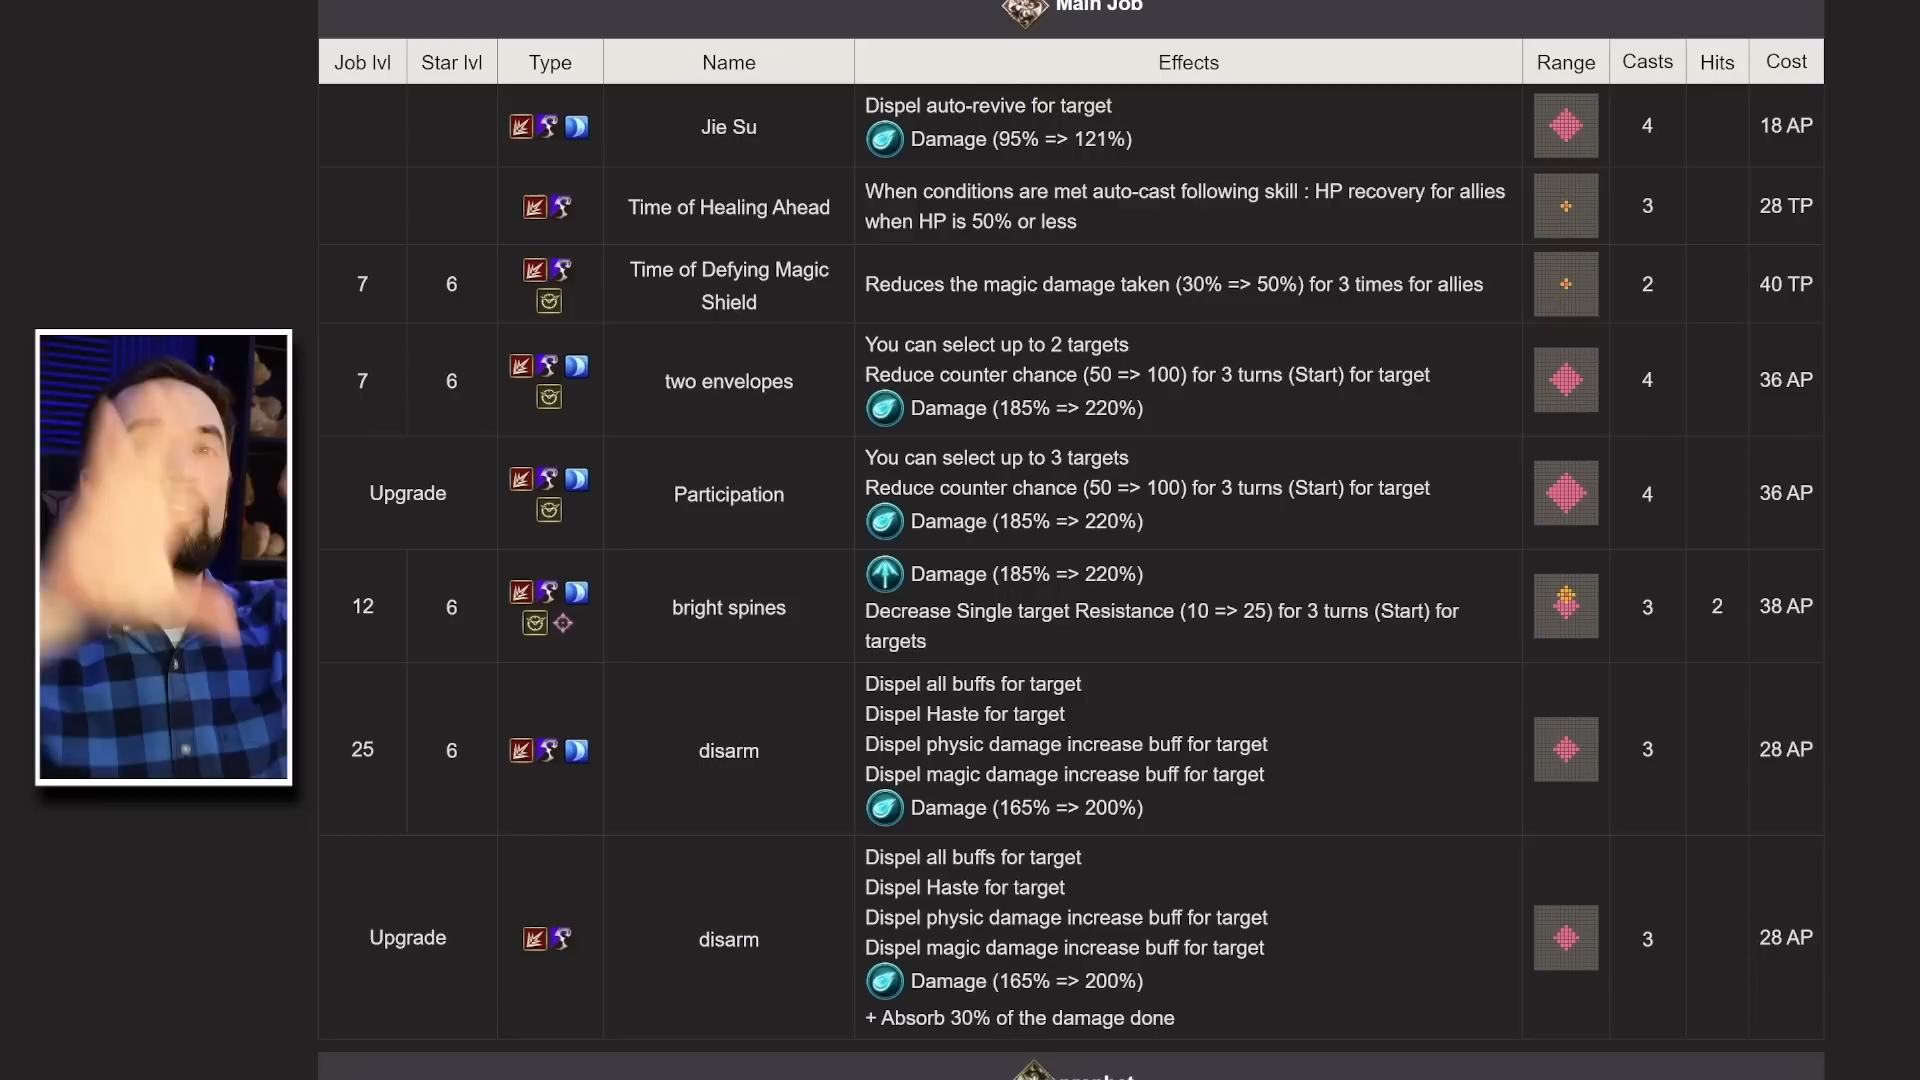 Main Job
Job lvl Star lvl Type Name Effects Range Casts Hits Cost
Jie Su
Dispel auto-revive for target
Damage (95% => 121%)
4 18 AP
Time of Healing Ahead
When conditions are met auto-cast following skill : HP recovery for allies
when HP is 50% or less
3 28 TP
7 6
Time of Defying Magic
Shield
Reduces the magic damage taken (30% => 50%) for 3 times for allies
2 40 TP
7 6
two envelopes
You can select up to 2 targets
Reduce counter chance (50 => 100) for 3 turns (Start) for target
Damage (185% => 220%)
4 36 AP
Upgrade
Participation
You can select up to 3 targets
Reduce counter chance (50 => 100) for 3 turns (Start) for target
Damage (185% => 220%)
4 36 AP
12 6
bright spines
Damage (185% => 220%)
Decrease Single target Resistance (10 => 25) for 3 turns (Start) for
targets
3 2 38 AP
25 6
disarm
Dispel all buffs for target
Dispel Haste for target
Dispel physic damage increase buff for target
Dispel magic damage increase buff for target
Damage (165% => 200%)
3 28 AP
Upgrade
disarm
Dispel all buffs for target
Dispel Haste for target
Dispel physic damage increase buff for target
Dispel magic damage increase buff for target
Damage (165% => 200%)
+ Absorb 30% of the damage done
3 28 AP